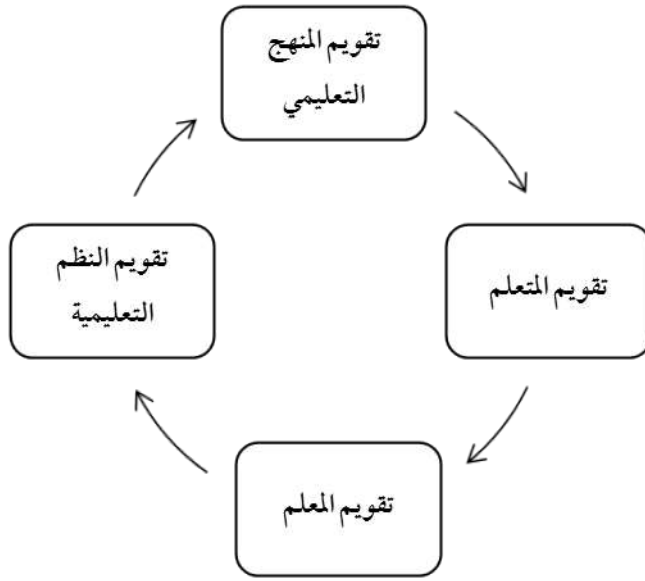 تقويم المنهج
التعليمي
تقويم المتعلم
تقويم المعلم
تقويم النظم
التعليمية